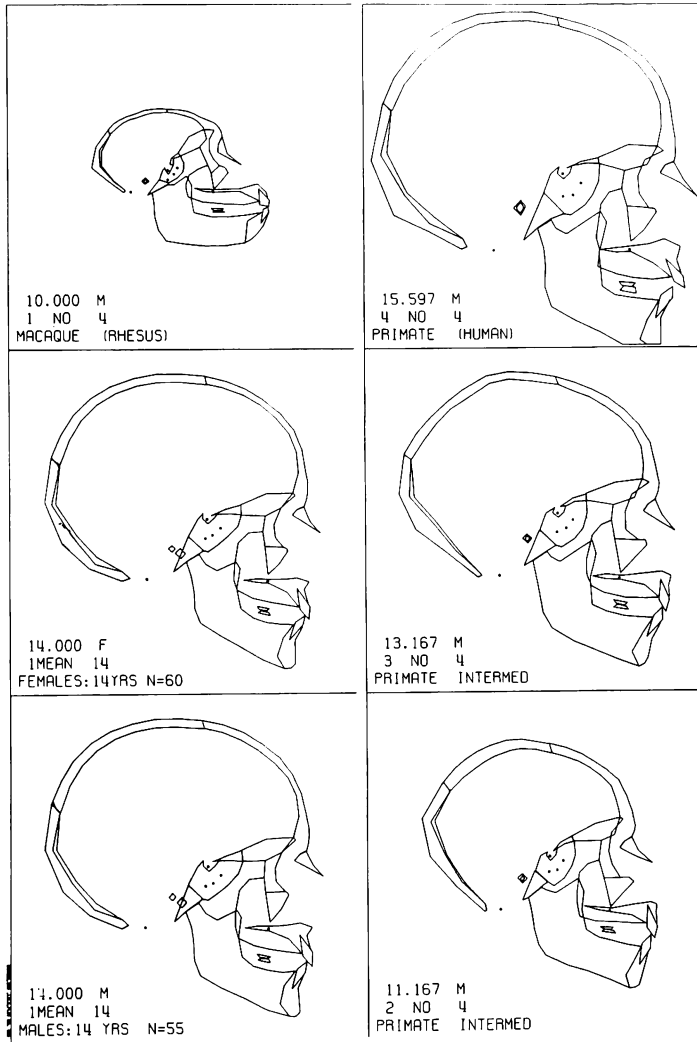 10.000 M
1 NO 4
MACAQUE (RHESUS)
15.597 M
4 NO 4
PRIMATE (HUMAN)
14.000 F
1MEAN 14
FEMALES:14YRS N=60
13.167 M
3 NO 4
PRIMATE INTERMED
14.000 M
1MEAN 14
MALES:14 YRS N=55
11.167 M
2 NO 4
PRIMATE INTERMED